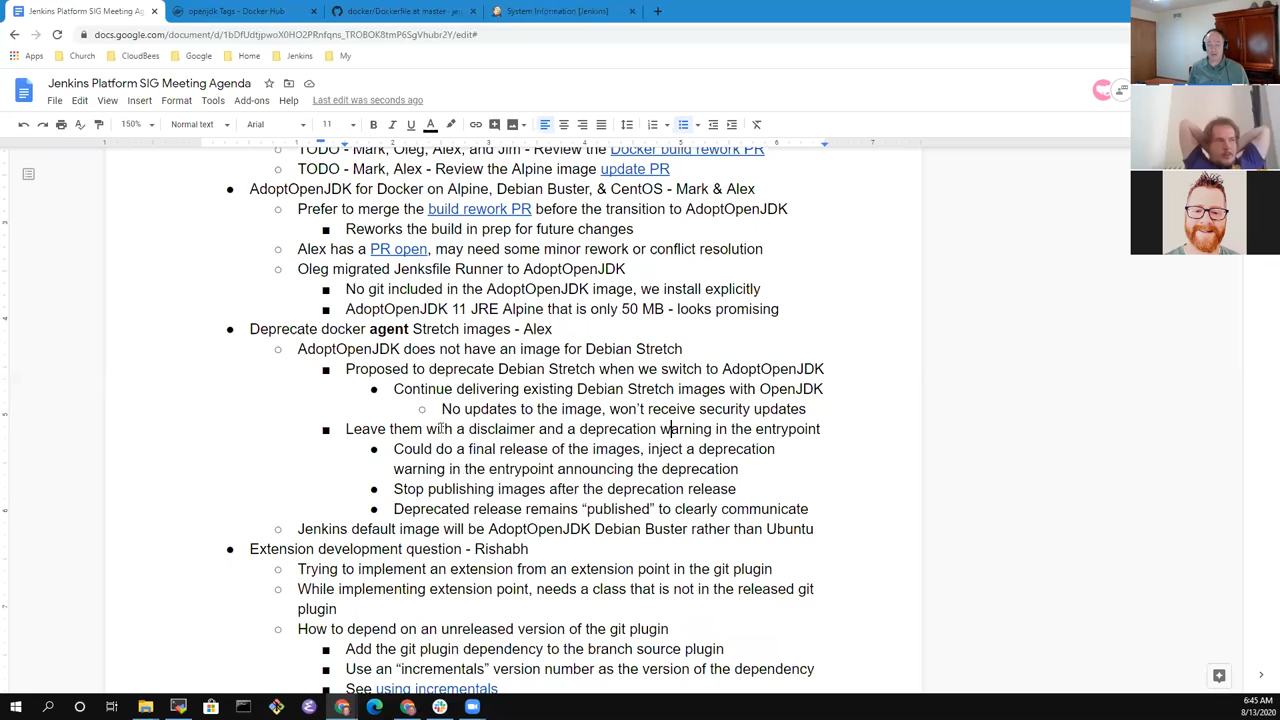 Jenkins Platform SIG Meeting Ag
openjdk Tags - Docker Hub
docker/Dockerfile at master · jen
System Information [Jenkins]
docs.google.com/document/d/1bDfUdtjpwoX0HO2PRnfqns_TROBOK8tmP6SgVhubr2Y/edit#
Apps Church CloudBees Google Home Jenkins My
Jenkins Platform SIG Meeting Agenda
File Edit View Insert Format Tools Add-ons Help Last edit was seconds ago
150% Normal text Arial 11
1 1 2 3 4 5 6 7
TODO - Mark, Oleg, Alex, and Jim - Review the Docker build rework PR
TODO - Mark, Alex - Review the Alpine image update PR
AdoptOpenJDK for Docker on Alpine, Debian Buster, & CentOS - Mark & Alex
Prefer to merge the build rework PR before the transition to AdoptOpenJDK
Reworks the build in prep for future changes
Alex has a PR open, may need some minor rework or conflict resolution
Oleg migrated Jenksfile Runner to AdoptOpenJDK
No git included in the AdoptOpenJDK image, we install explicitly
AdoptOpenJDK 11 JRE Alpine that is only 50 MB - looks promising
Deprecate docker agent Stretch images - Alex
AdoptOpenJDK does not have an image for Debian Stretch
Proposed to deprecate Debian Stretch when we switch to AdoptOpenJDK
Continue delivering existing Debian Stretch images with OpenJDK
No updates to the image, won't receive security updates
Leave them with a disclaimer and a deprecation warning in the entrypoint
Could do a final release of the images, inject a deprecation
warning in the entrypoint announcing the deprecation
Stop publishing images after the deprecation release
Deprecated release remains “published” to clearly communicate
Jenkins default image will be AdoptOpenJDK Debian Buster rather than Ubuntu
Extension development question - Rishabh
Trying to implement an extension from an extension point in the git plugin
While implementing extension point, needs a class that is not in the released git
plugin
How to depend on an unreleased version of the git plugin
Add the git plugin dependency to the branch source plugin
Use an “incrementals” version number as the version of the dependency
See using incrementals
6:45 AM
8/13/2020